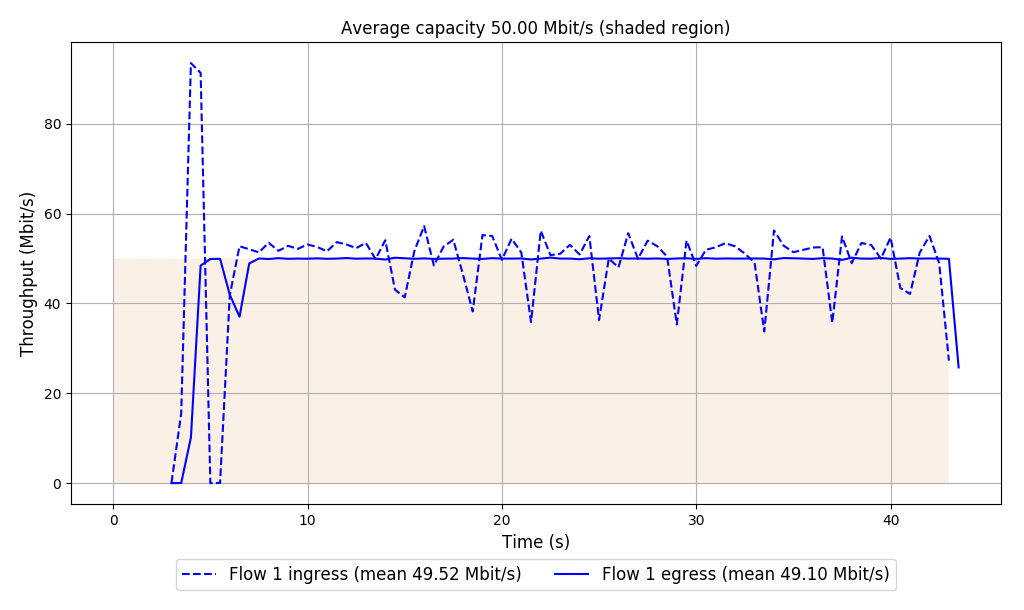 Average capacity 50.00 Mbit/s (shaded region)
Throughput (Mbit/s)
80
60
40
20
0
0 10 20 30 40
Time (s)
Flow 1 ingress (mean 49.52 Mbit/s) Flow 1 egress (mean 49.10 Mbit/s)